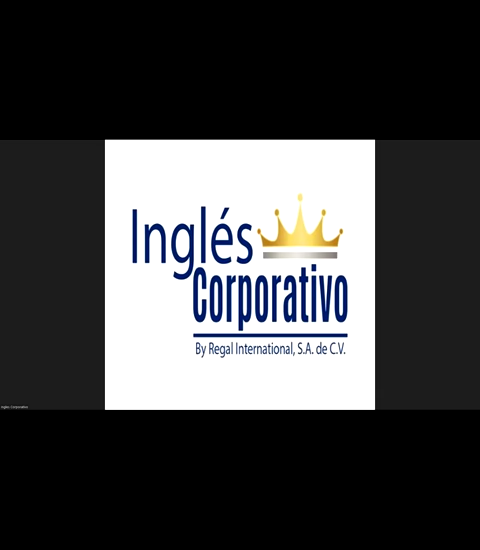 Inglés
Corporativo
By Regal International, S.A. de C.V.
Inglés Corporativo